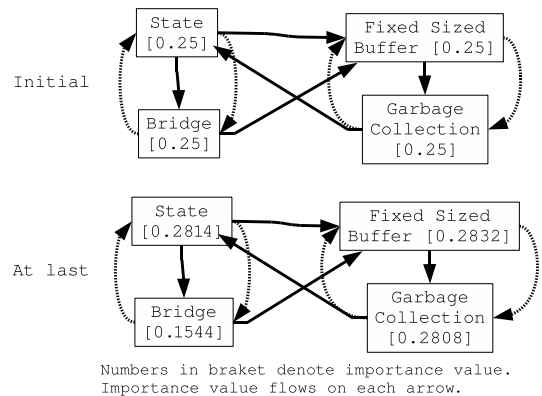 State
[0.25]
Fixed Sized
Buffer [0.25]
Initial
Bridge
[0.25]
Garbage
Collection
[0.25]
State
[0.2814]
Fixed Sized
Buffer [0.2832]
At last
Bridge
[0.1544]
Garbage
Collection
[0.2808]
Numbers in braket denote importance value.
Importance value flows on each arrow.